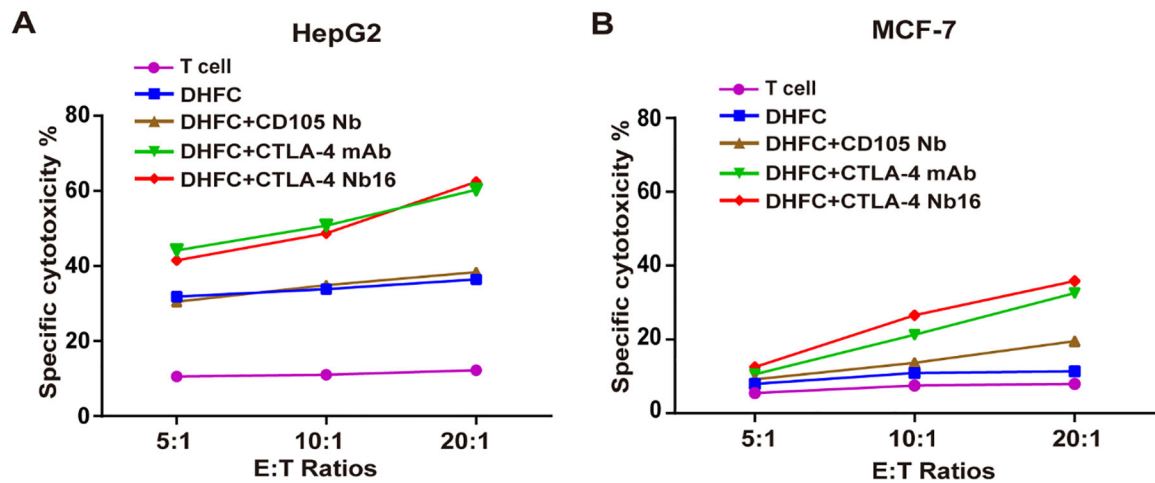 A
HepG2
T cell
DHFC
DHFC+CD105 Nb
DHFC+CTLA-4 mAb
DHFC+CTLA-4 Nb16
Specific cytotoxicity %
80
60
40
20
0
5:1 10:1 20:1
E:T Ratios
B
MCF-7
T cell
DHFC
DHFC+CD105 Nb
DHFC+CTLA-4 mAb
DHFC+CTLA-4 Nb16
Specific cytotoxicity %
80
60
40
20
0
5:1 10:1 20:1
E:T Ratios